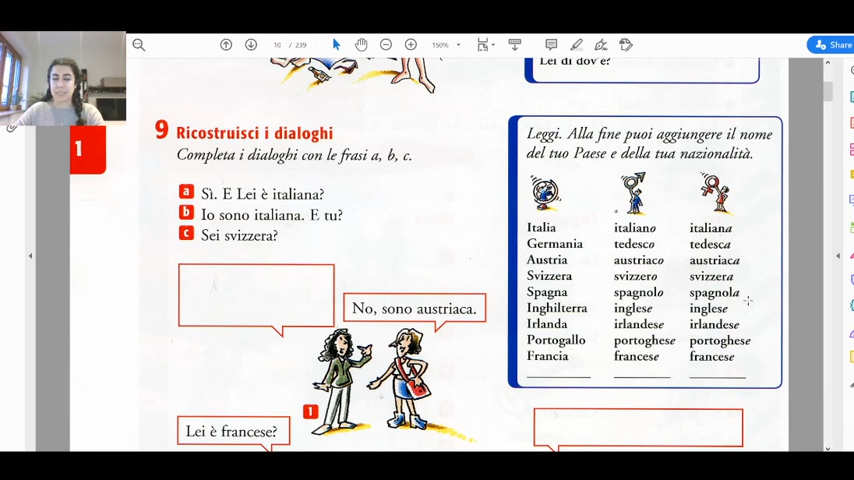 10 / 239
150%
Share
Lei di dov'è?
1
9 Ricostruisci i dialoghi
Completa i dialoghi con le frasi a, b, c.
a Sì. E Lei è italiana?
b Io sono italiana. E tu?
c Sei svizzera?
No, sono austriaca.
1
Lei è francese?
Leggi. Alla fine puoi aggiungere il nome
del tuo Paese e della tua nazionalità.
Italia italiano italiana
Germania tedesco tedesca
Austria austriaco austriaca
Svizzera svizzero svizzera
Spagna spagnolo spagnola
Inghilterra inglese inglese
Irlanda irlandese irlandese
Portogallo portoghese portoghese
Francia francese francese